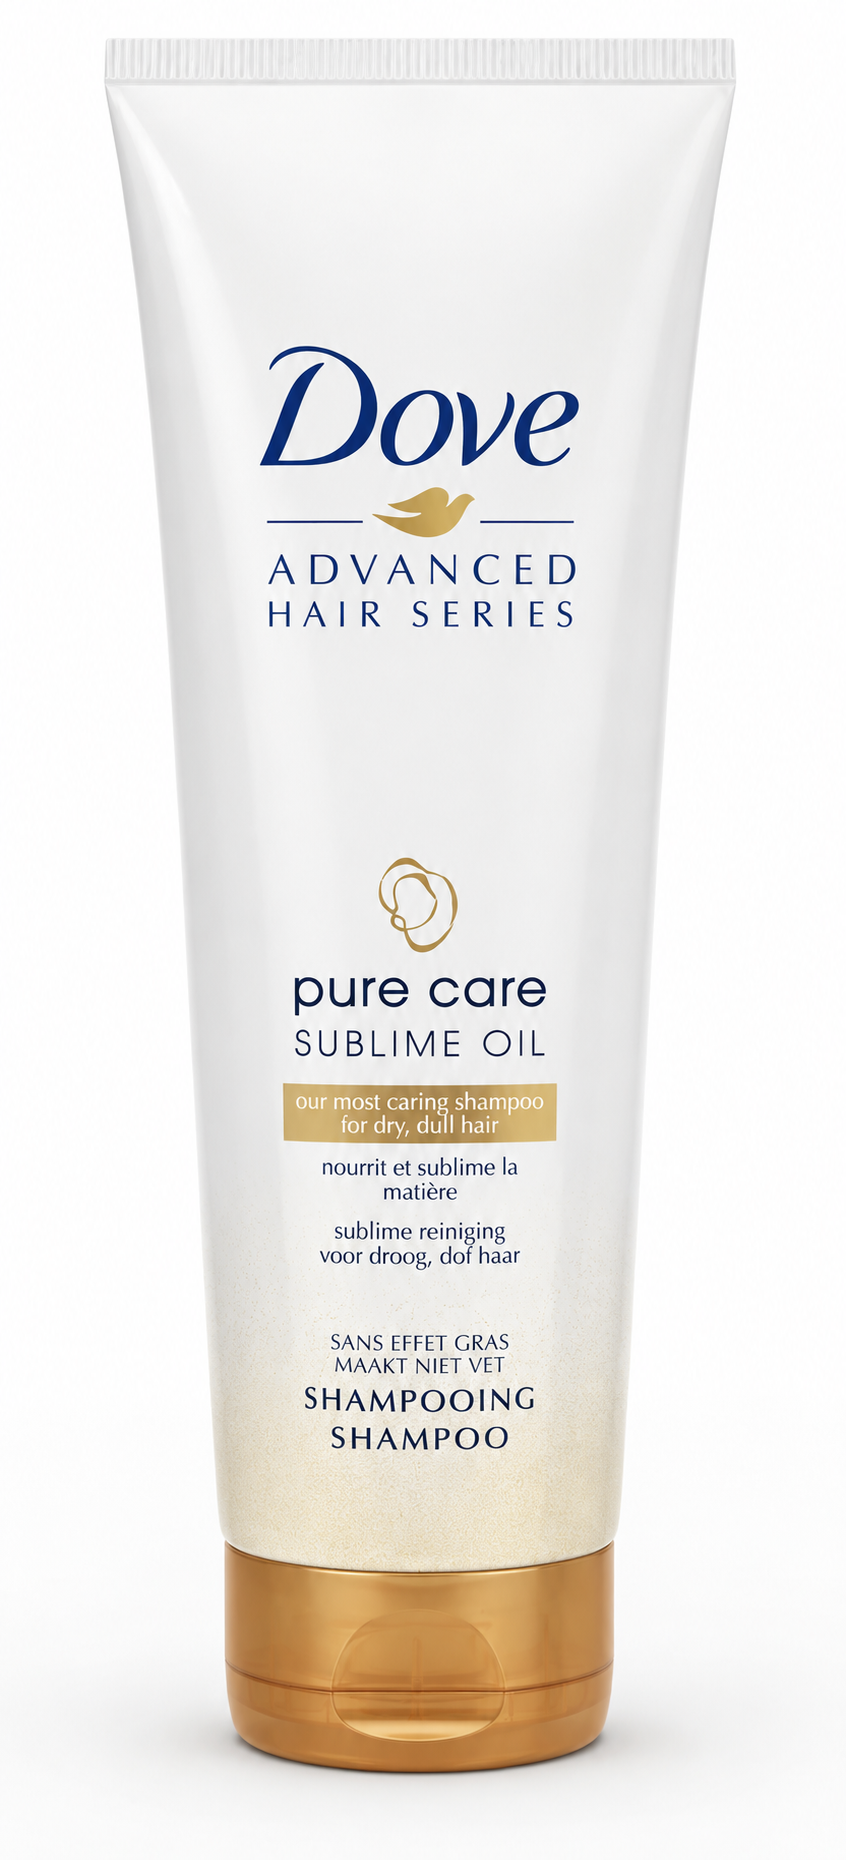 Dove
ADVANCED
HAIR SERIES
pure care
SUBLIME OIL
our most caring shampoo
for dry, dull hair
nourrit et sublime la
matière
sublime reiniging
voor droog, dof haar
SANS EFFET GRAS
MAAKT NIET VET
SHAMPOOING
SHAMPOO